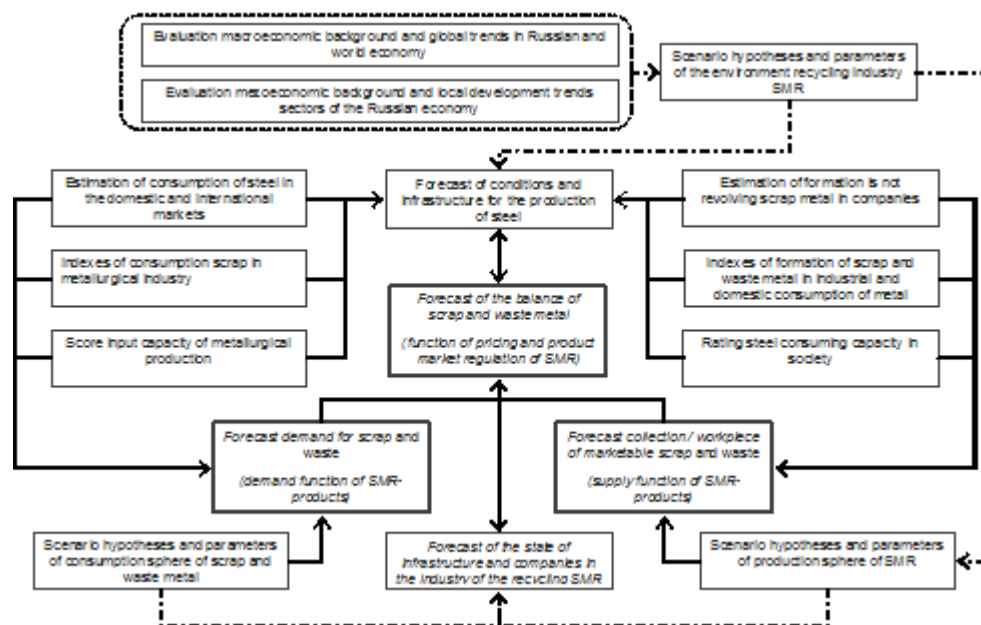 Evaluation macroeconomic background and global trends in Russian and
world economy
Evaluation mezoeconomic background and local development trends
sectors of the Russian economy
Scenario hypotheses and parameters
of the environment recycling industry
SMR
Estimation of consumption of steel in
the domestic and international
markets
Forecast of conditions and
infrastructure for the production
of steel
Estimation of formation is not
revolving scrap metal in companies
Indexes of consumption scrap in
metallurgical industry
Indexes of formation of scrap and
waste metal in industrial and
domestic consumption of metal
Forecast of the balance of
scrap and waste metal
(function of pricing and product
market regulation of SMR)
Score input capacity of metallurgical
production
Rating steel consuming capacity in
society
Forecast demand for scrap and
waste
(demand function of SMR-
products)
Forecast collection / workpiece
of marketable scrap and waste
(supply function of SMR-
products)
Scenario hypotheses and parameters
of consumption sphere of scrap and
waste metal
Forecast of the state of
infrastructure and companies in
the industry of the recycling SMR
Scenario hypotheses and parameters
of production sphere of SMR